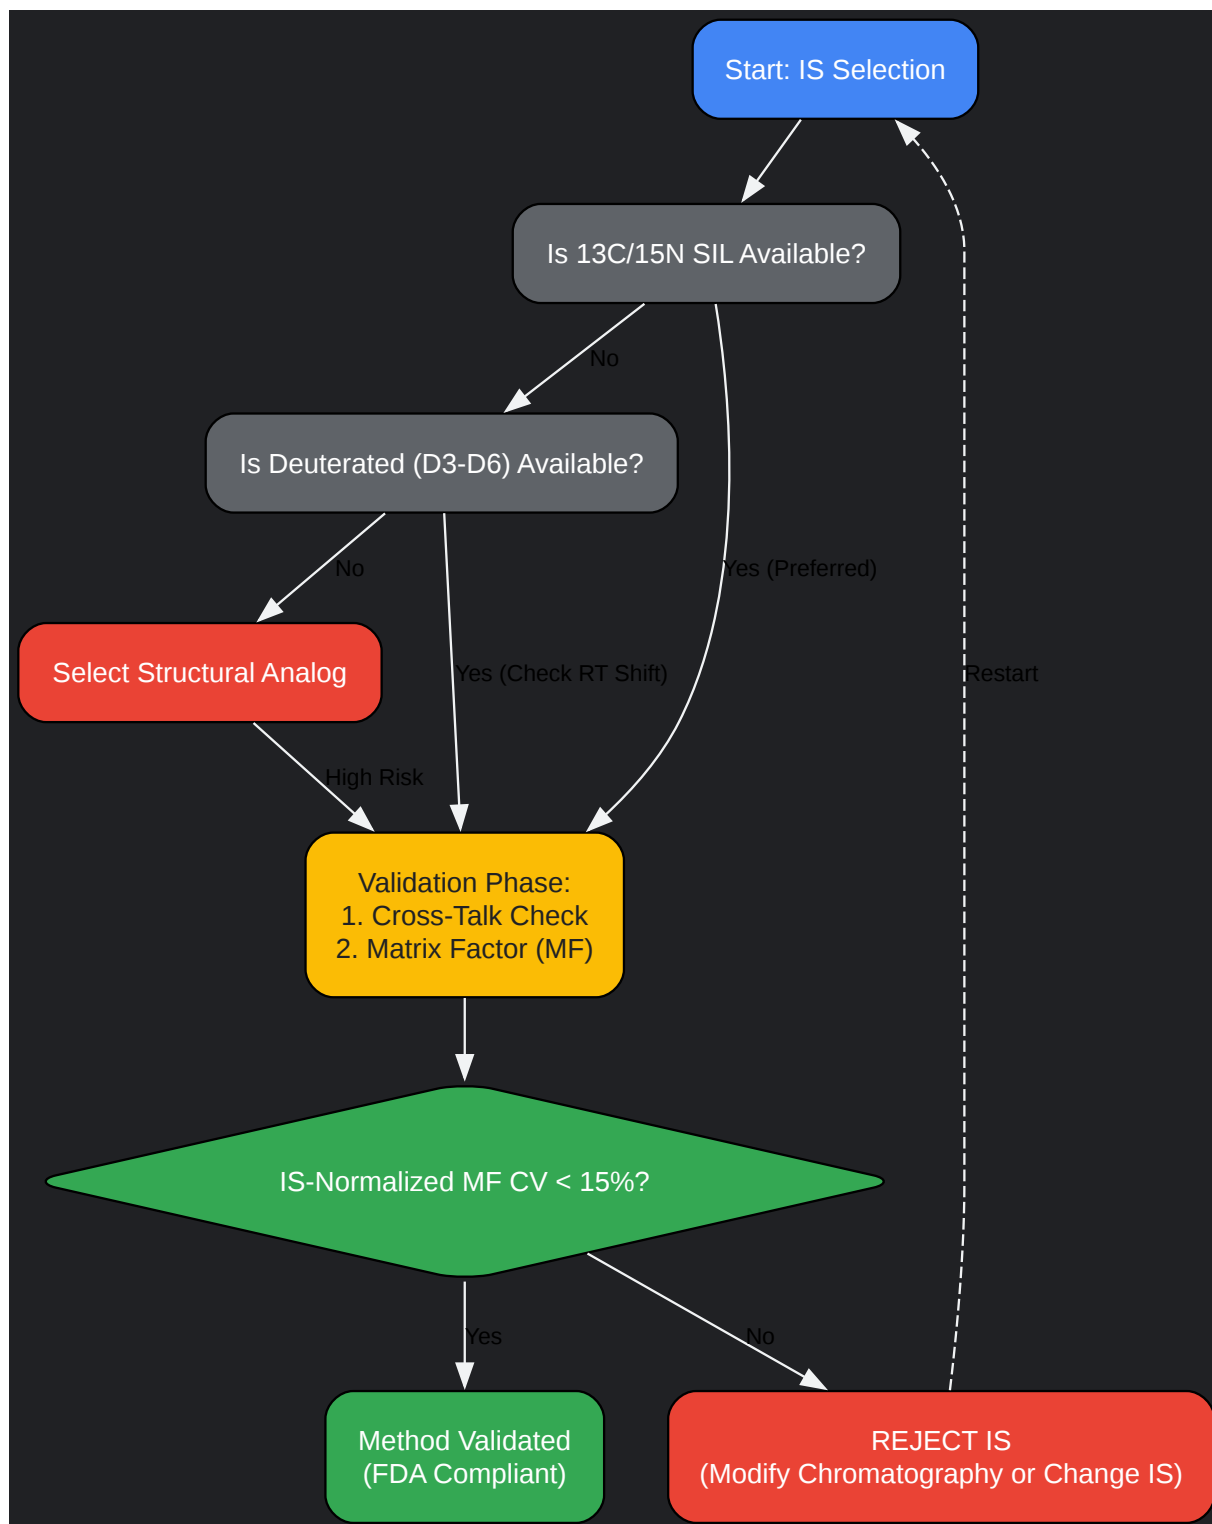 Start: IS Selection
Is 13C/15N SIL Available?
No
Is Deuterated (D3-D6) Available?
No
Yes (Preferred)
Select Structural Analog
Yes (Check RT Shift)
Restart
High Risk
Validation Phase:
1. Cross-Talk Check
2. Matrix Factor (MF)
IS-Normalized MF CV < 15%?
Yes
No
Method Validated
(FDA Compliant)
REJECT IS
(Modify Chromatography or Change IS)